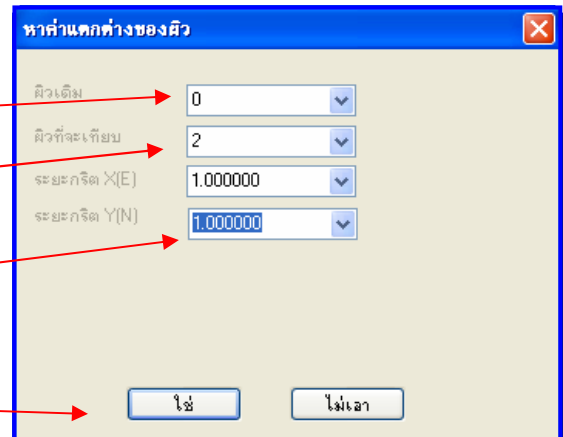 หาค่าแตกต่างของผิว
ผิวเดิม 0
ผิวที่จะเทียบ 2
ระยะกริด X(E) 1.000000
ระยะกริด Y(N) 1.000000
ใช่ ไม่เอา